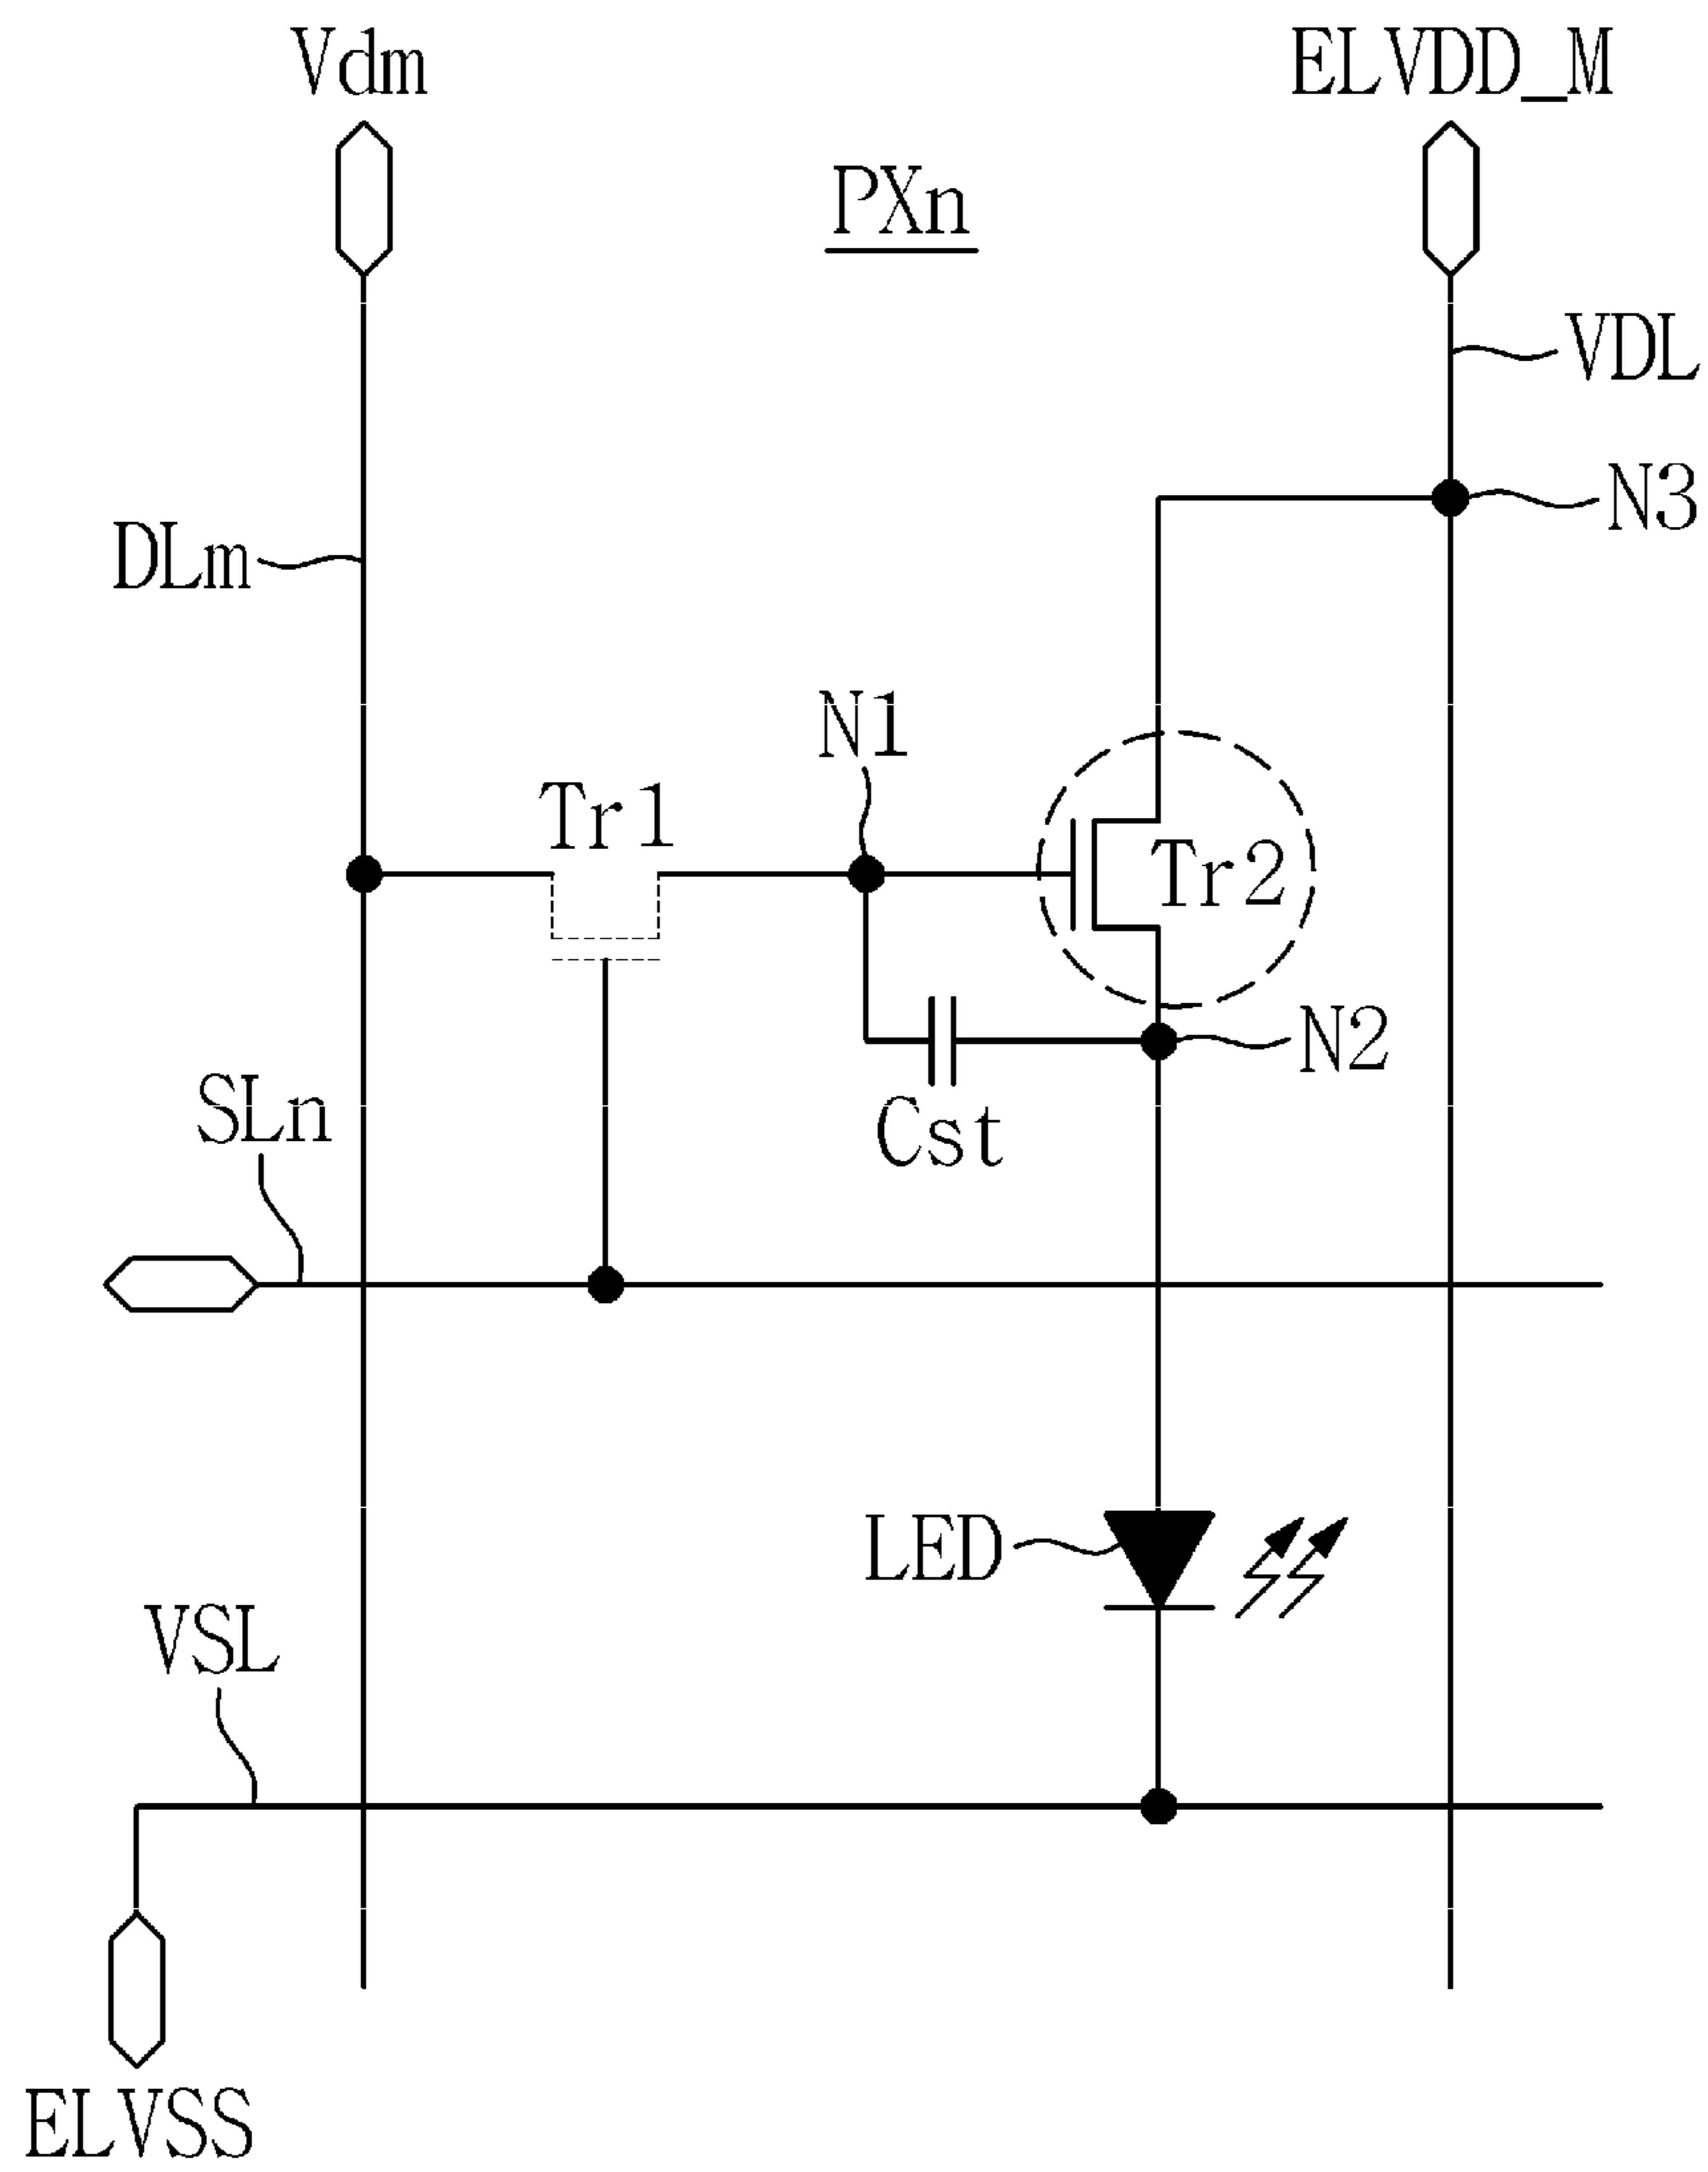 Vdm
ELVDD_M
PXn
VDL
N3
DLm
N1
Tr1
Tr2
N2
SLn
Cst
LED
VSL
ELVSS